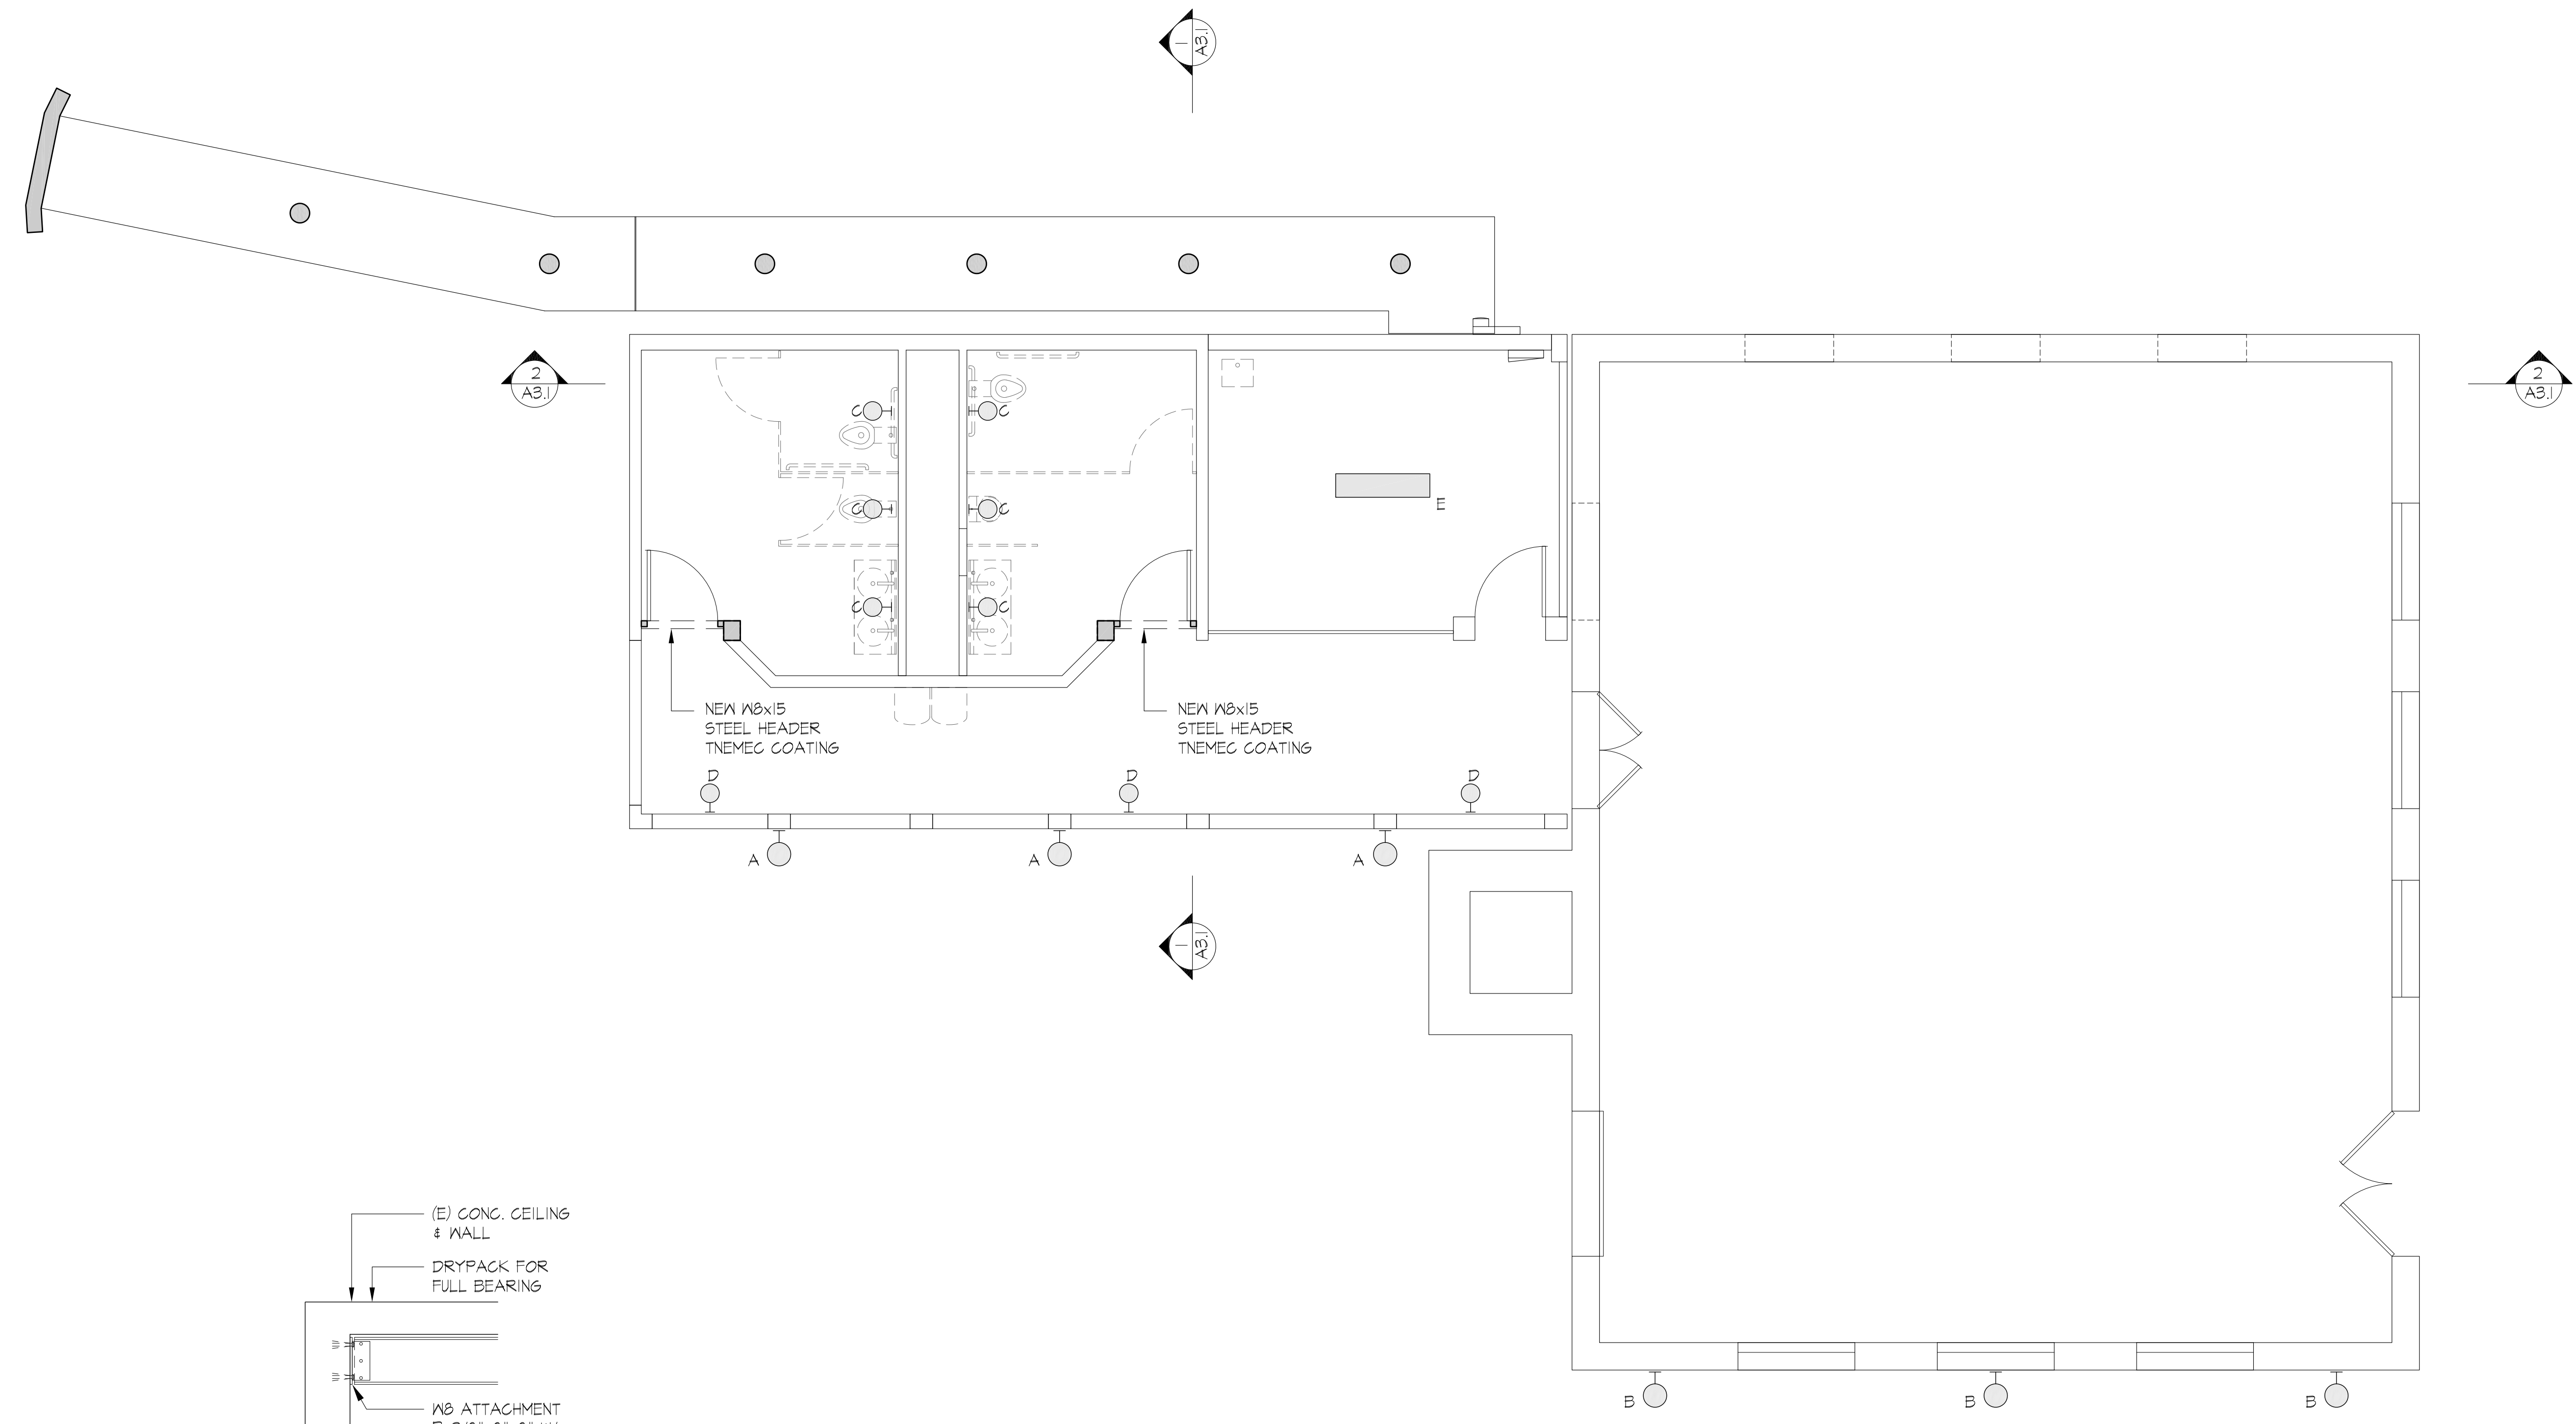 1
A3.1
2
A3.1
2
A3.1
C
C
C
C
E
C
C
NEW W8x15
STEEL HEADER
TNEMEC COATING
NEW W8x15
STEEL HEADER
TNEMEC COATING
D
D
D
A
A
A
1
A3.1
(E) CONC. CEILING
& WALL
DRYPACK FOR
FULL BEARING
W8 ATTACHMENT
B
B
B